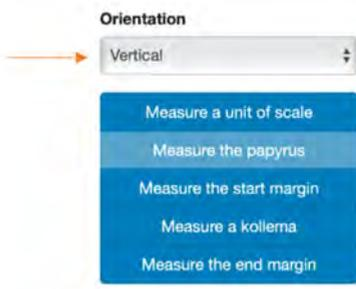 Orientation
Vertical
Measure a unit of scale
Measure the papyrus
Measure the start margin
Measure a kollema
Measure the end margin